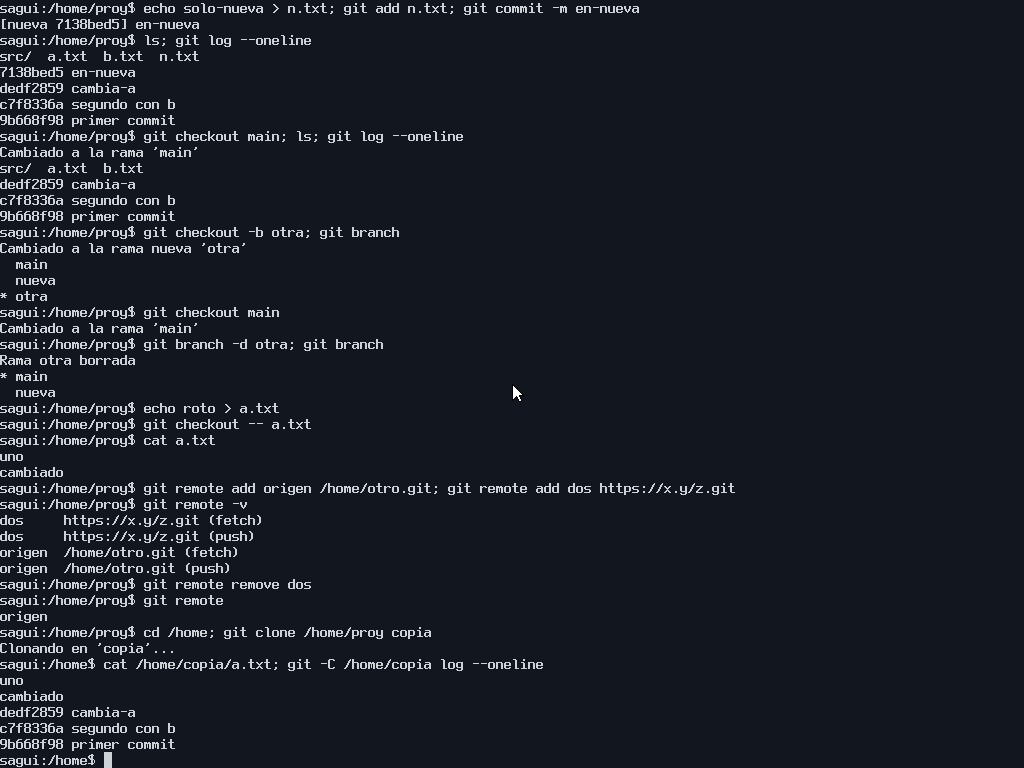 sagui:/home/proy$ echo solo-nueva > n.txt; git add n.txt; git commit -m en-nueva
[nueva 7138bed5] en-nueva
sagui:/home/proy$ ls; git log --oneline
src/  a.txt  b.txt  n.txt
7138bed5 en-nueva
dedf2859 cambia-a
c7f8336a segundo con b
9b668f98 primer commit
sagui:/home/proy$ git checkout main; ls; git log --oneline
Cambiado a la rama 'main'
src/  a.txt  b.txt
dedf2859 cambia-a
c7f8336a segundo con b
9b668f98 primer commit
sagui:/home/proy$ git checkout -b otra; git branch
Cambiado a la rama nueva 'otra'
  main
  nueva
* otra
sagui:/home/proy$ git checkout main
Cambiado a la rama 'main'
sagui:/home/proy$ git branch -d otra; git branch
Rama otra borrada
* main
  nueva
sagui:/home/proy$ echo roto > a.txt
sagui:/home/proy$ git checkout -- a.txt
sagui:/home/proy$ cat a.txt
uno
cambiado
sagui:/home/proy$ git remote add origen /home/otro.git; git remote add dos https://x.y/z.git
sagui:/home/proy$ git remote -v
dos     https://x.y/z.git (fetch)
dos     https://x.y/z.git (push)
origen  /home/otro.git (fetch)
origen  /home/otro.git (push)
sagui:/home/proy$ git remote remove dos
sagui:/home/proy$ git remote
origen
sagui:/home/proy$ cd /home; git clone /home/proy copia
Clonando en 'copia'...
sagui:/home$ cat /home/copia/a.txt; git -C /home/copia log --oneline
uno
cambiado
dedf2859 cambia-a
c7f8336a segundo con b
9b668f98 primer commit
sagui:/home$